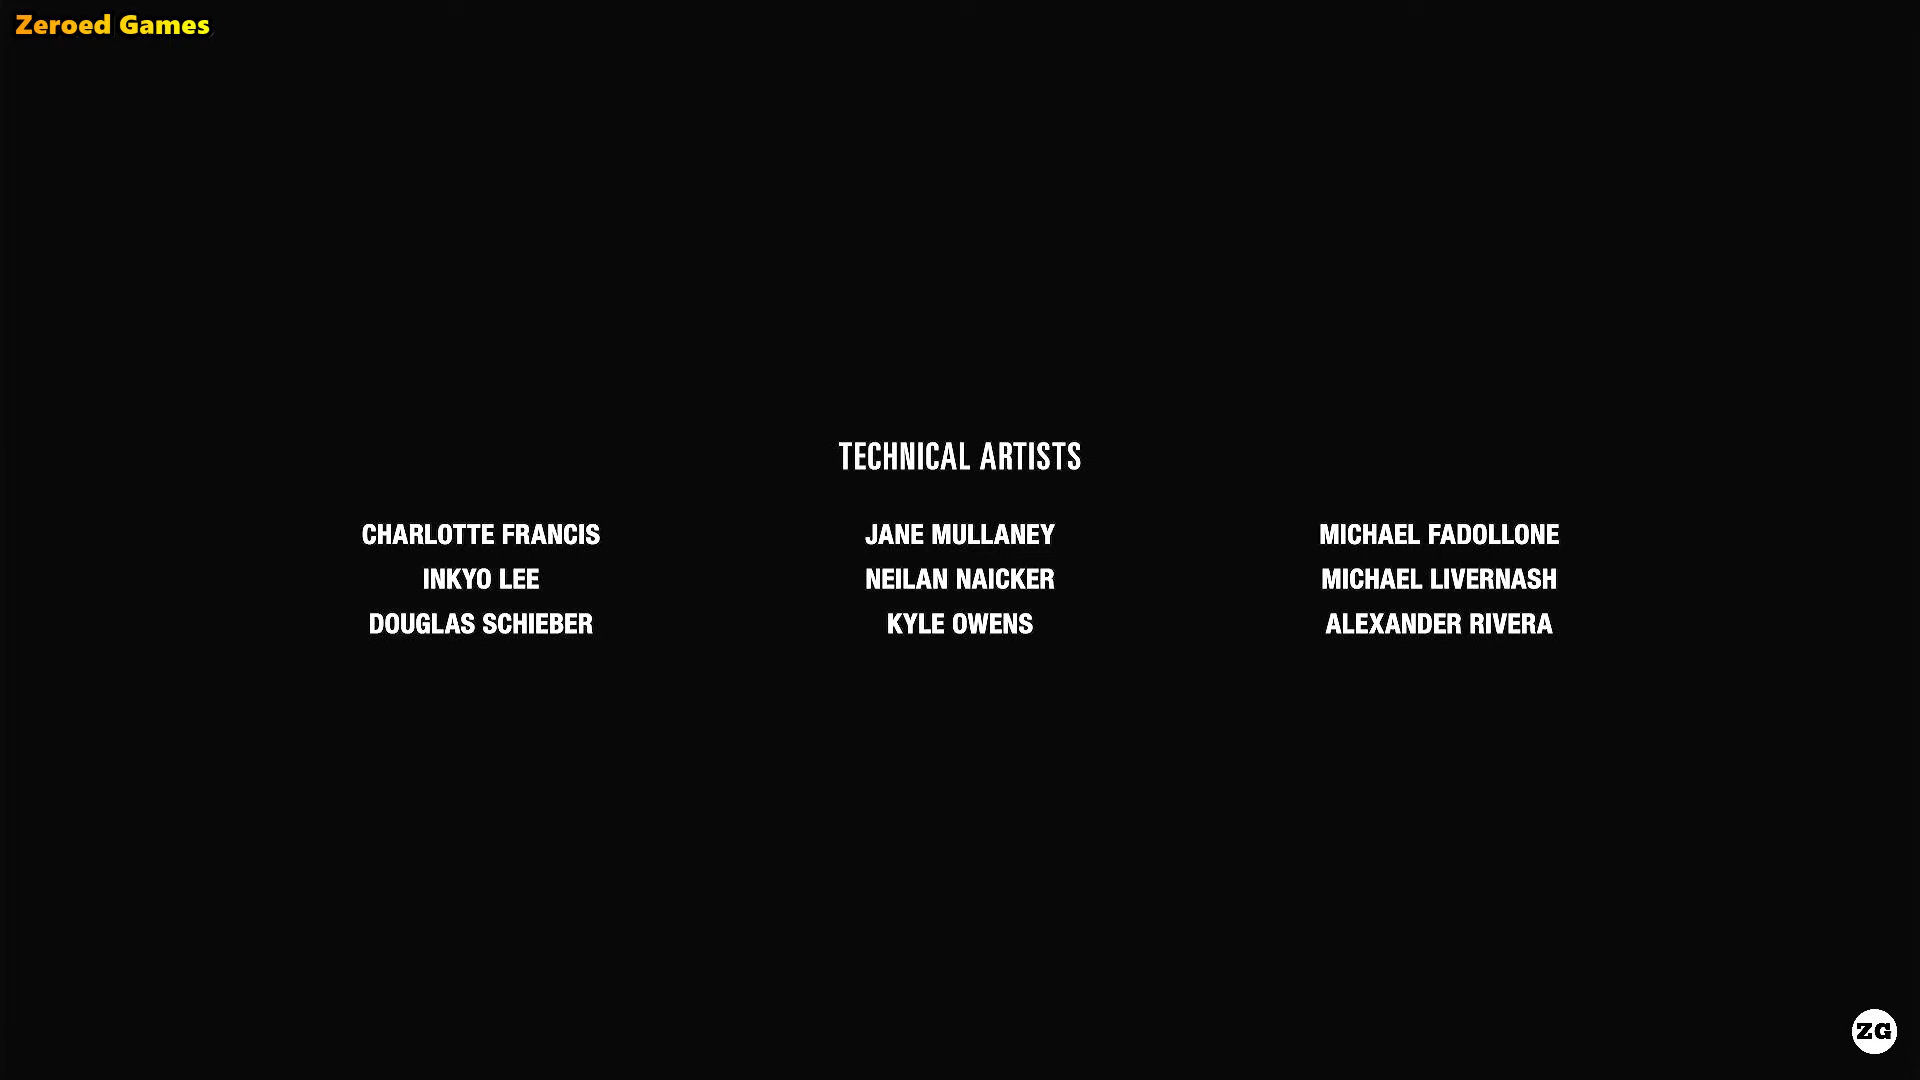 Zeroed Games
TECHNICAL ARTISTS
CHARLOTTE FRANCIS JANE MULLANEY MICHAEL FADOLLONE
INKYO LEE NEILAN NAICKER MICHAEL LIVERNASH
DOUGLAS SCHIEBER KYLE OWENS ALEXANDER RIVERA
ZG